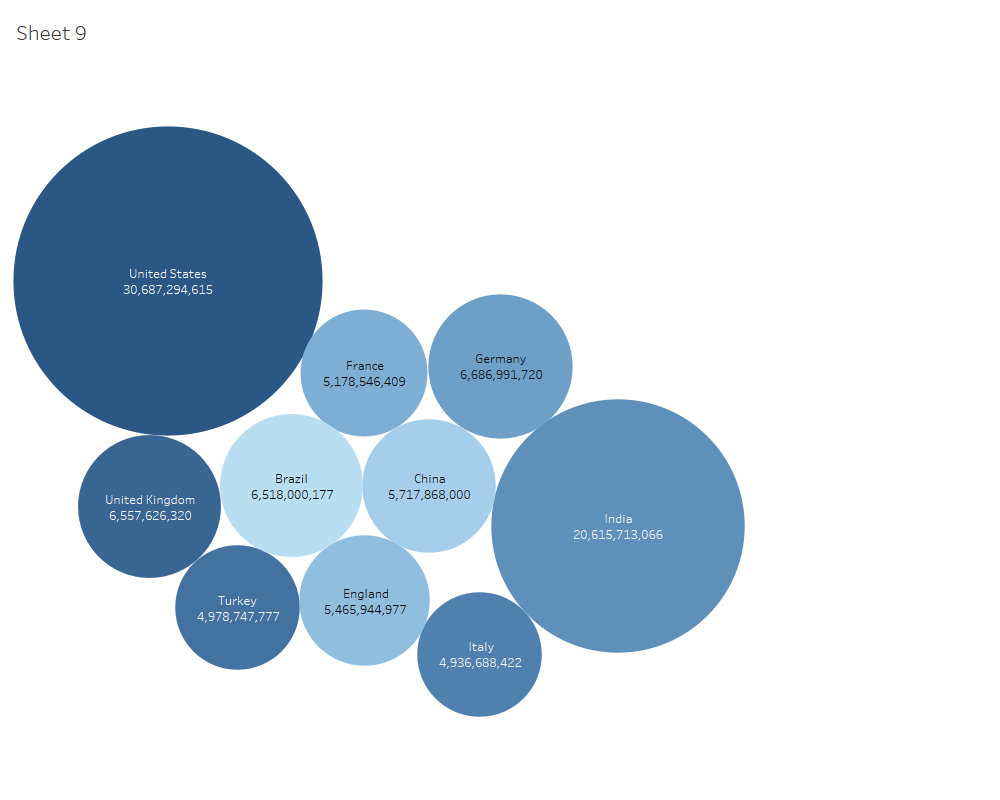 Sheet 9
United States
30,687,294,615
France
5,178,546,409
Germany
6,686,991,720
Brazil
6,518,000,177
China
5,717,868,000
United Kingdom
6,557,626,320
India
20,615,713,066
Turkey
4,978,747,777
England
5,465,944,977
Italy
4,936,688,422